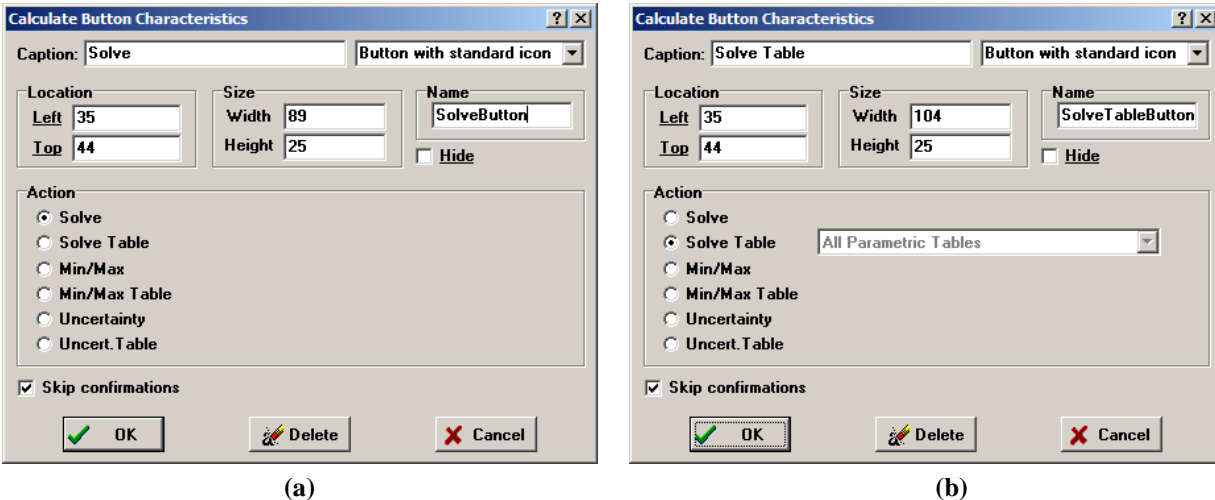 Calculate Button Characteristics
Caption: Solve Button with standard icon
Location Size Name
Left 35 Width 89 SolveButton
Top 44 Height 25 Hide
Action
Solve
Solve Table
Min/Max
Min/Max Table
Uncertainty
Uncert.Table
Skip confirmations
OK Delete Cancel
(a)
Calculate Button Characteristics
Caption: Solve Table Button with standard icon
Location Size Name
Left 35 Width 104 SolveTableButton
Top 44 Height 25 Hide
Action
Solve
Solve Table All Parametric Tables
Min/Max
Min/Max Table
Uncertainty
Uncert.Table
Skip confirmations
OK Delete Cancel
(b)